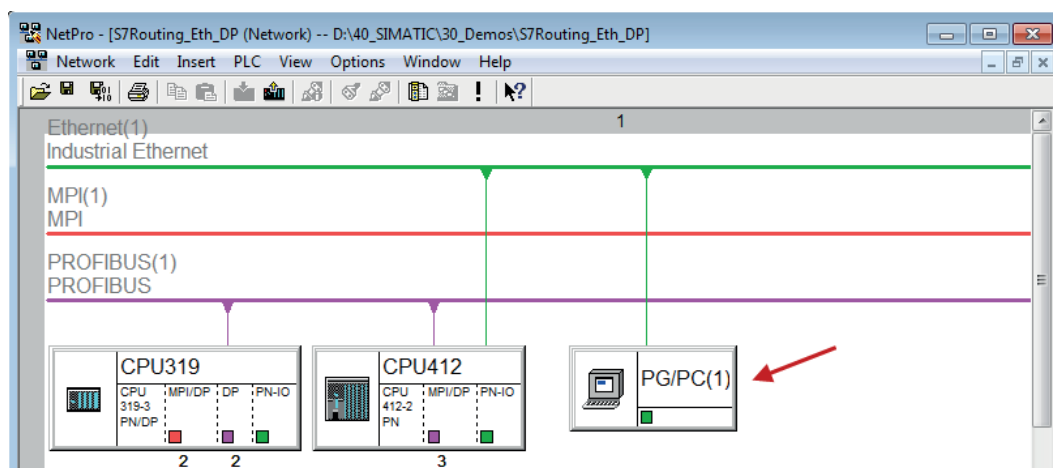 NetPro - [S7Routing_Eth_DP (Network) -- D:\40_SIMATIC\30_Demos\S7Routing_Eth_DP]
Network Edit Insert PLC View Options Window Help
1
Ethernet(1)
Industrial Ethernet
MPI(1)
MPI
PROFIBUS(1)
PROFIBUS
CPU319
CPU MPI/DP DP PN-IO
319-3
PN/DP
2 2
CPU412
CPU MPI/DP PN-IO
412-2
PN
3
PG/PC(1)